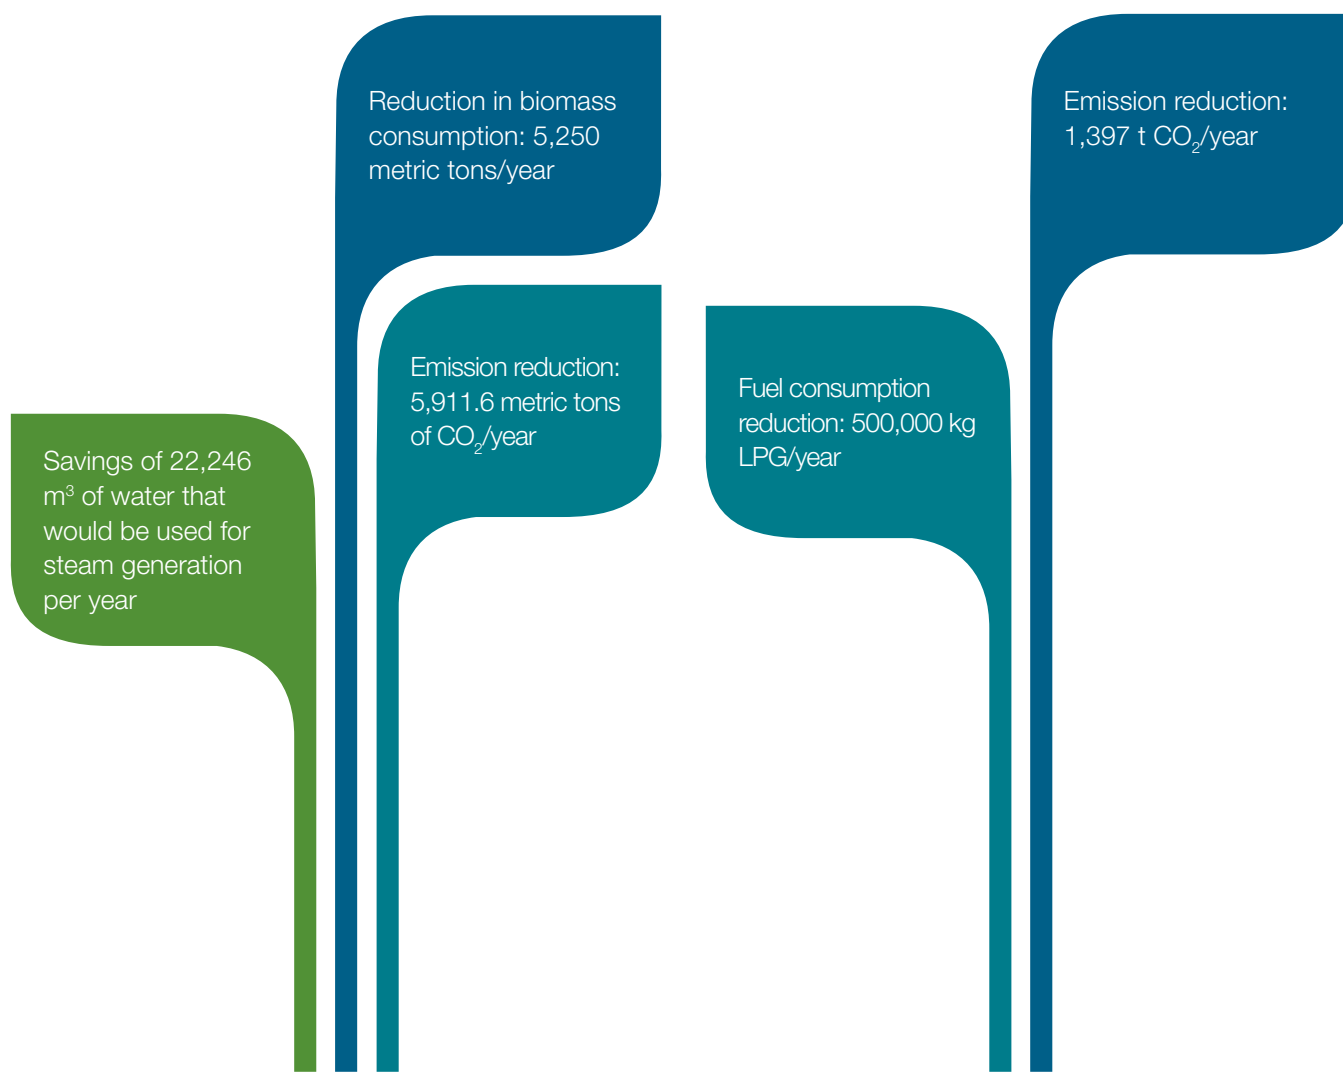 Reduction in biomass
consumption: 5,250
metric tons/year
Emission reduction:
1,397 t CO₂/year
Emission reduction:
5,911.6 metric tons
of CO₂/year
Fuel consumption
reduction: 500,000 kg
LPG/year
Savings of 22,246
m³ of water that
would be used for
steam generation
per year